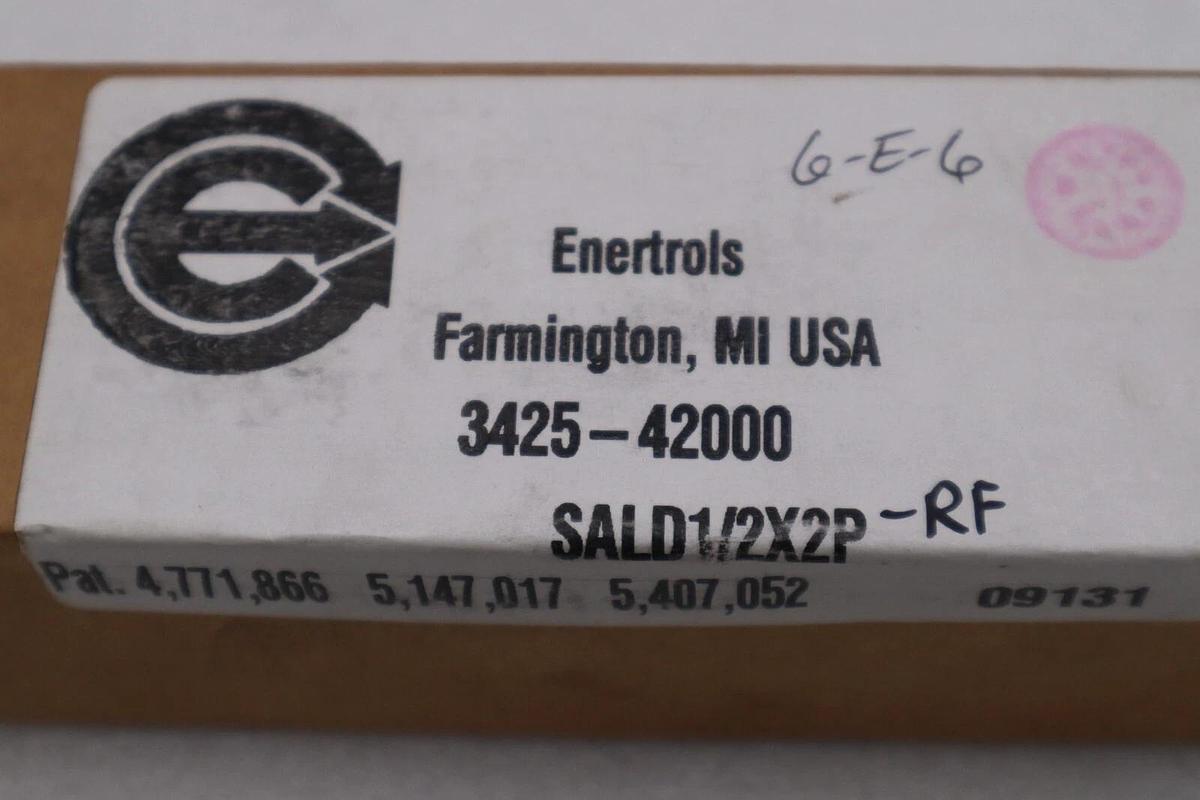 6-E-6
Enertrols
Farmington, MI USA
3425-42000
SALD1/2X2P-RF
Pat. 4,771,866 5,147,017 5,407,052 09131